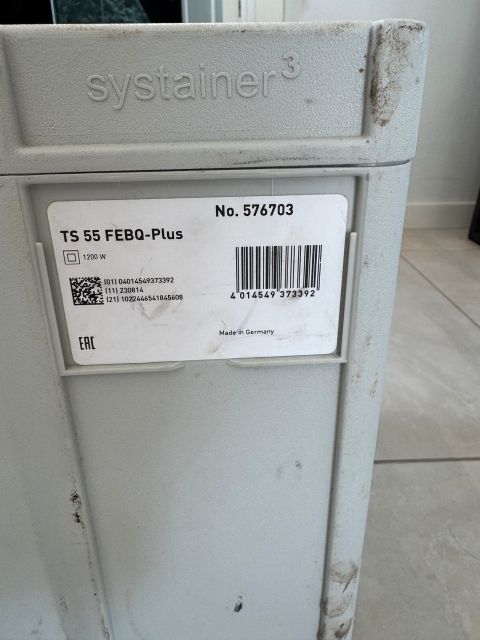 systainer³
No. 576703
TS 55 FEBQ-Plus
1200 W
(01) 04014549373392
(11) 230814
(21) 1022446541845608
4 014549 373392
Made in Germany
EAC